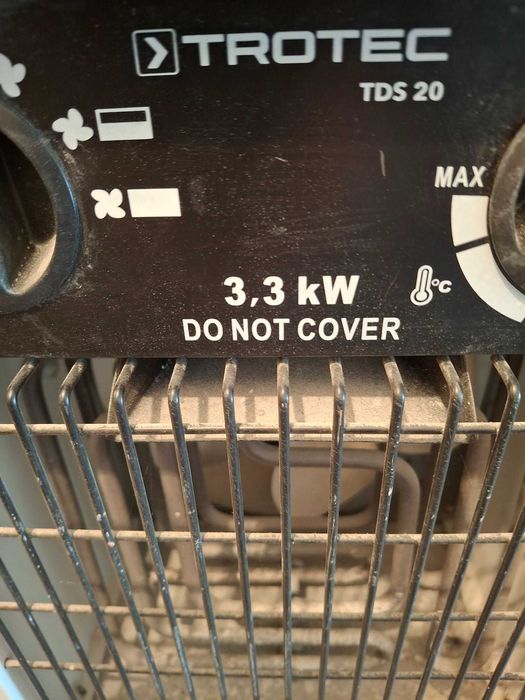 TROTEC
TDS 20
MAX
°C
3,3 kW
DO NOT COVER